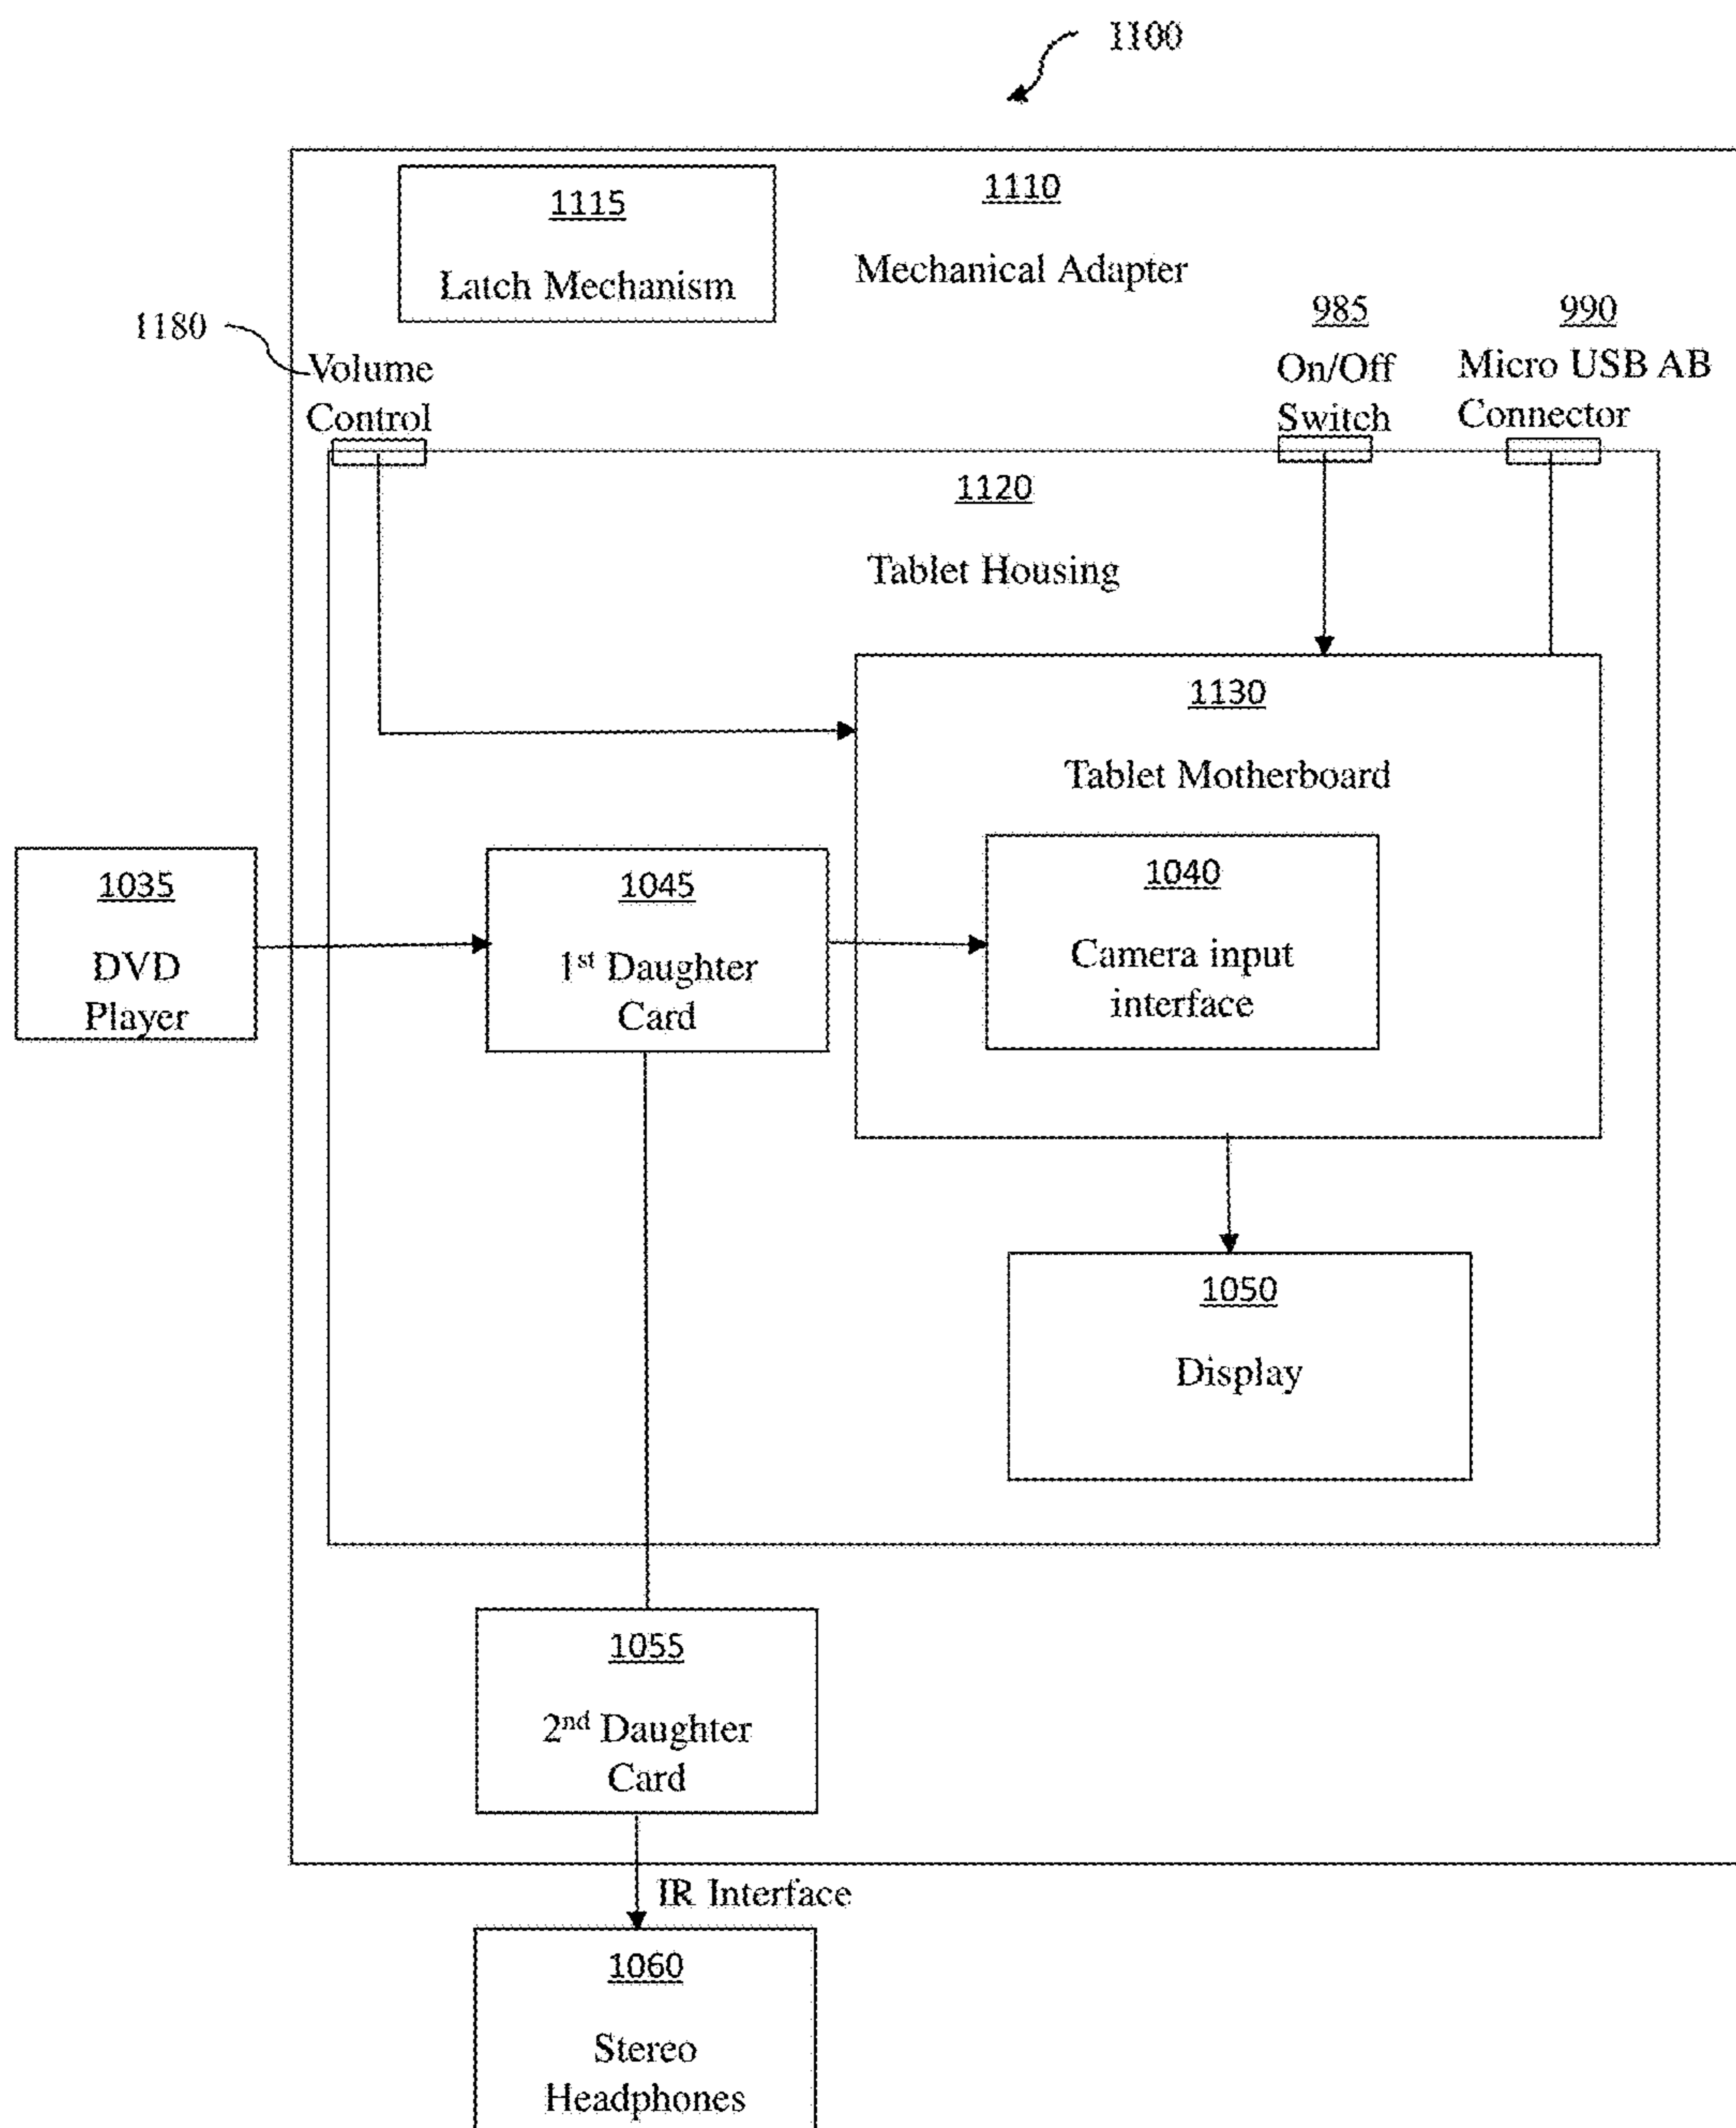 1100
1115
Latch Mechanism
1110
Mechanical Adapter
1180
Volume
Control
985
On/Off
Switch
990
Micro USB AB
Connector
1120
Tablet Housing
1130
Tablet Motherboard
1035
DVD
Player
1045
1st Daughter
Card
1040
Camera input
interface
1050
Display
1055
2nd Daughter
Card
IR Interface
1060
Stereo
Headphones